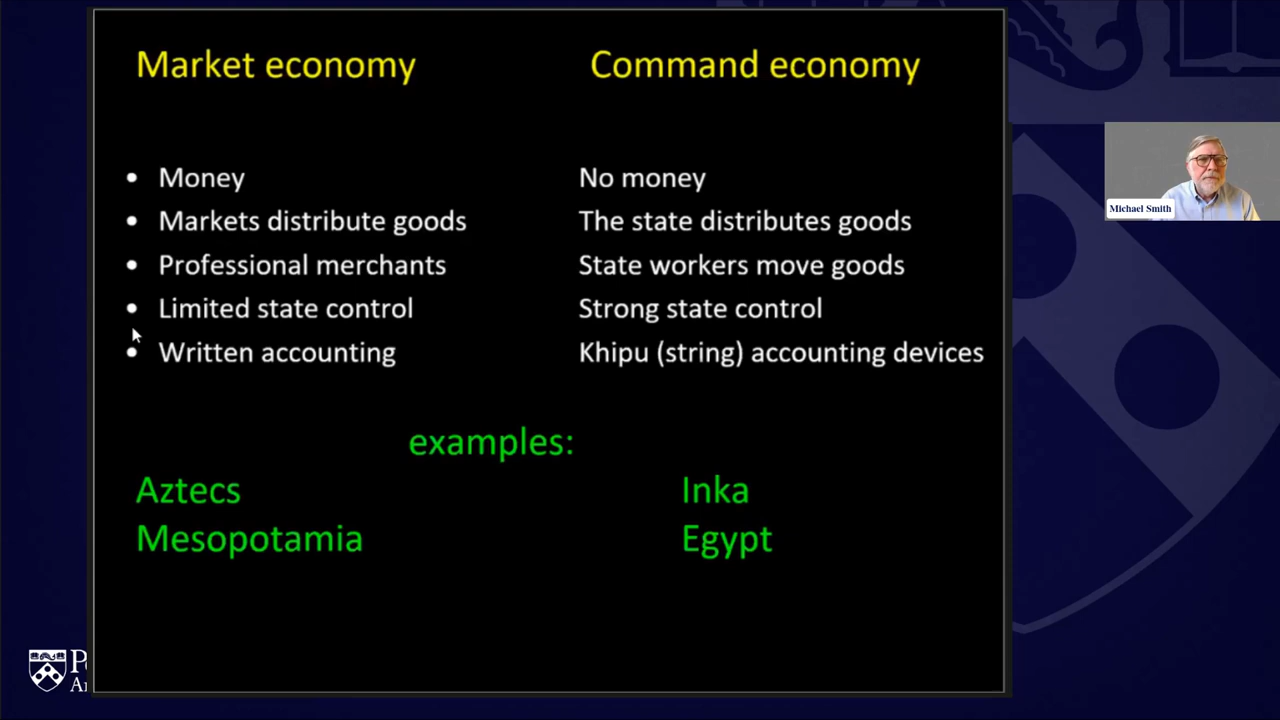 Market economy
Command economy
• Money
• Markets distribute goods
• Professional merchants
• Limited state control
• Written accounting
No money
The state distributes goods
State workers move goods
Strong state control
Khipu (string) accounting devices
examples:
Aztecs
Mesopotamia
Inka
Egypt
Michael Smith